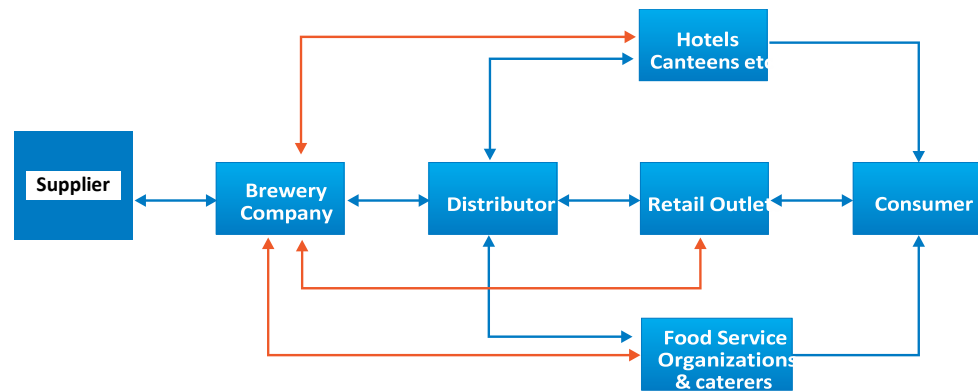 Hotels
Canteens etc
Supplier
Brewery
Company
Distributor
Retail Outlet
Consumer
Food Service
Organizations
& caterers